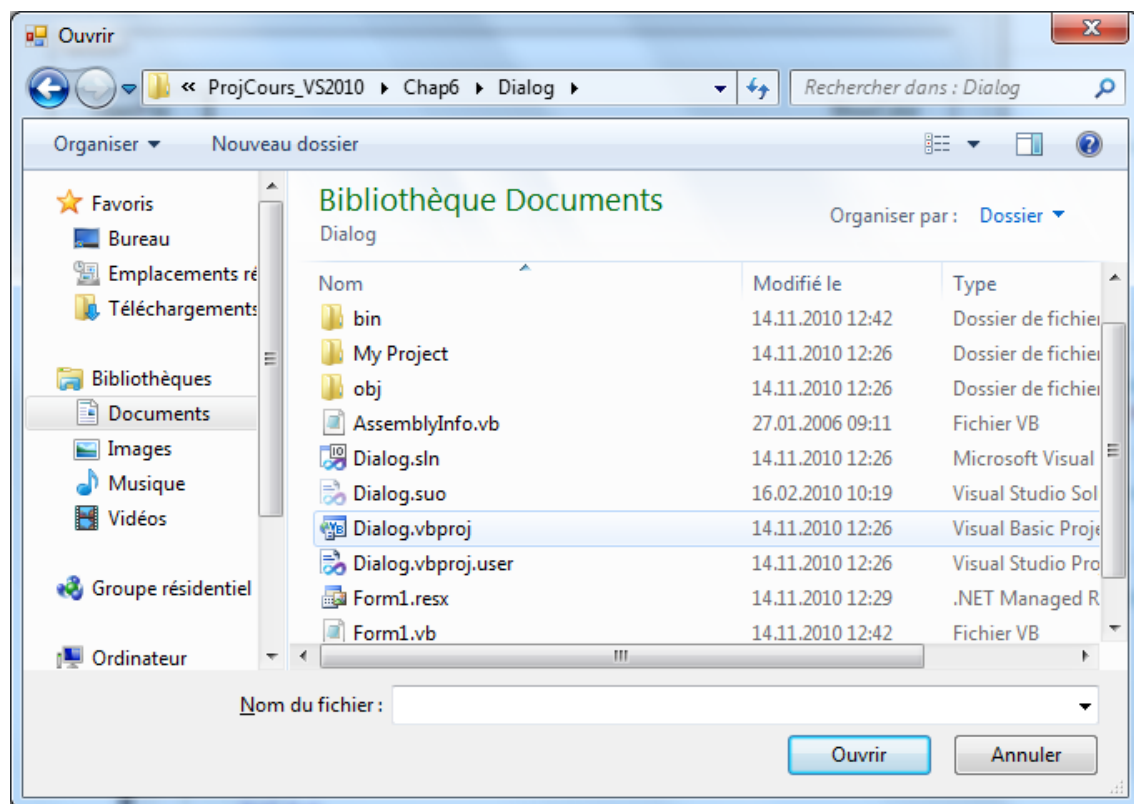 Ouvrir
« ProjCours_VS2010 Chap6 Dialog Rechercher dans : Dialog
Organiser Nouveau dossier
Favoris
Bureau
Emplacements ré
Téléchargements
Bibliothèques
Documents
Images
Musique
Vidéos
Groupe résidentiel
Ordinateur
Bibliothèque Documents
Dialog
Organiser par : Dossier
Nom Modifié le Type
bin 14.11.2010 12:42 Dossier de fichier
My Project 14.11.2010 12:26 Dossier de fichier
obj 14.11.2010 12:26 Dossier de fichier
AssemblyInfo.vb 27.01.2006 09:11 Fichier VB
Dialog.sln 14.11.2010 12:26 Microsoft Visual
Dialog.suo 16.02.2010 10:19 Visual Studio Sol
Dialog.vbproj 14.11.2010 12:26 Visual Basic Proje
Dialog.vbproj.user 14.11.2010 12:26 Visual Studio Pro
Form1.resx 14.11.2010 12:29 .NET Managed R
Form1.vb 14.11.2010 12:42 Fichier VB
Nom du fichier :
Ouvrir Annuler